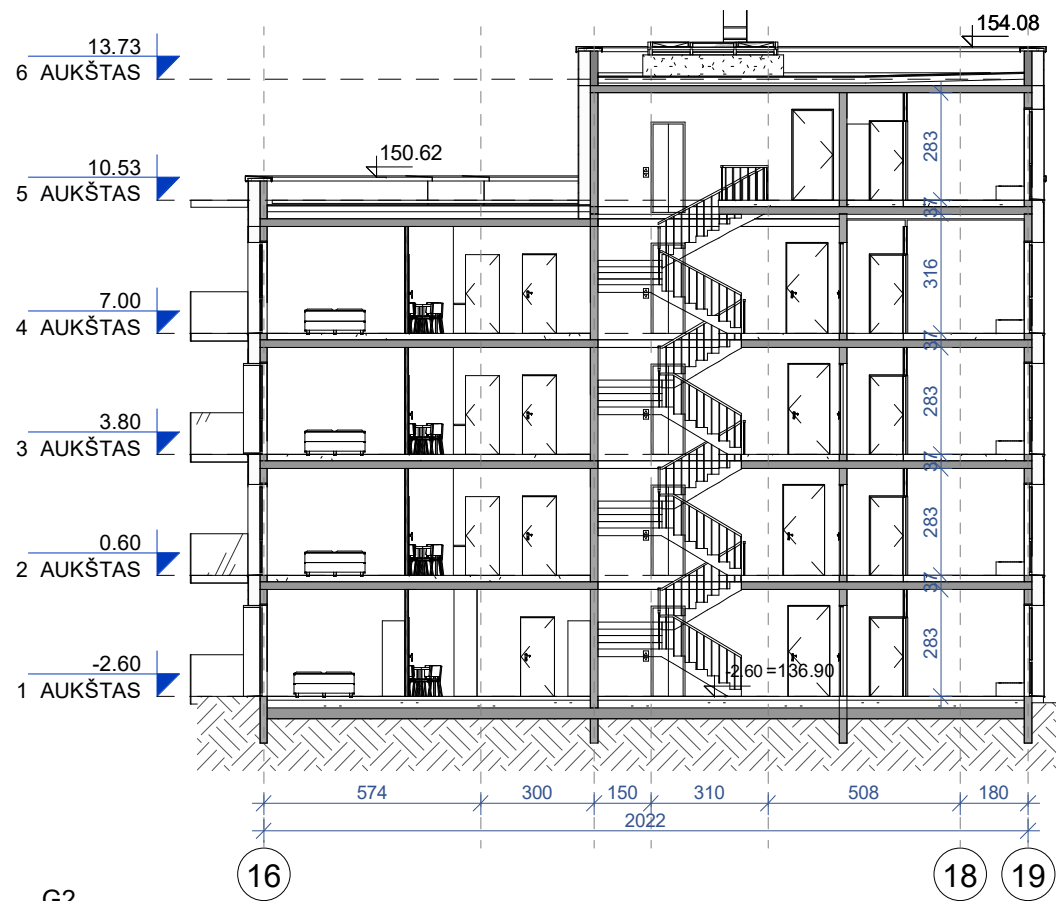 154.08
13.73
6 AUKŠTAS
150.62
10.53
5 AUKŠTAS
283
37
316
7.00
4 AUKŠTAS
37
283
3.80
3 AUKŠTAS
37
283
0.60
2 AUKŠTAS
37
283
-2.60
1 AUKŠTAS
-2.60 =136.90
574 300 150 310 508 180
2022
16 18 19
G2